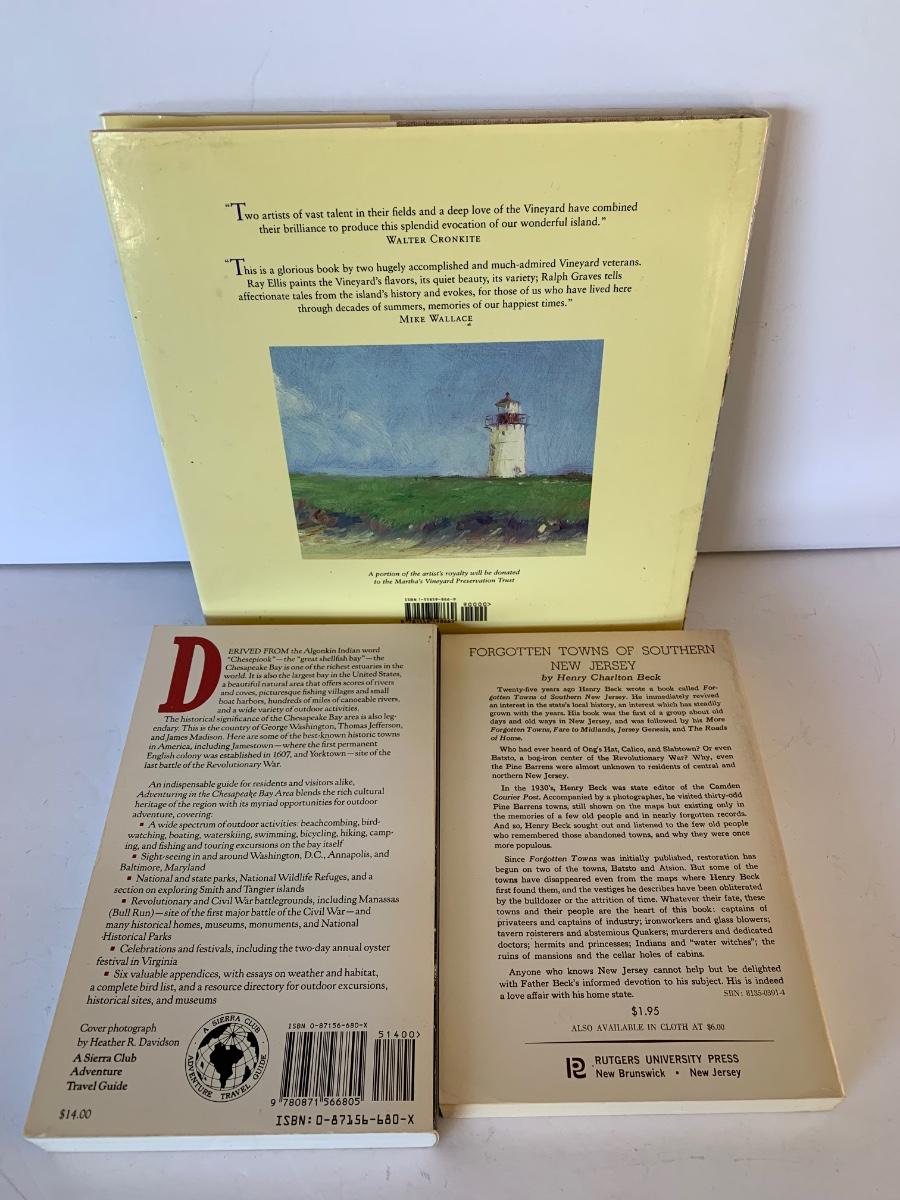 “Two artists of vast talent in their fields and a deep love of the Vineyard have combined
their brilliance to produce this splendid evocation of our wonderful island.”
WALTER CRONKITE
“This is a glorious book by two hugely accomplished and much-admired Vineyard veterans.
Ray Ellis paints the Vineyard’s flavors, its quiet beauty, its variety; Ralph Graves tells
affectionate tales from the island’s history and evokes, for those of us who have lived here
through decades of summers, memories of our happiest times.”
MIKE WALLACE
A portion of the artist’s royalty will be donated
to the Martha’s Vineyard Preservation Trust
ISBN 1-55859-866-9
90000>
DERIVED FROM the Algonkin Indian word
“Chesepiook”—the “great shellfish bay”—the
Chesapeake Bay is one of the richest estuaries in the
world. It is also the largest bay in the United States,
a beautiful natural area that offers scores of rivers
and coves, picturesque fishing villages and small
boat harbors, hundreds of miles of canoeable rivers,
and a wide variety of outdoor activities.
The historical significance of the Chesapeake Bay area is also leg-
endary. This is the country of George Washington, Thomas Jefferson,
and James Madison. Here are some of the best-known historic towns
in America, including Jamestown—where the first permanent
English colony was established in 1607, and Yorktown—site of the
last battle of the Revolutionary War.
An indispensable guide for residents and visitors alike,
Adventuring in the Chesapeake Bay Area blends the rich cultural
heritage of the region with its myriad opportunities for outdoor
adventure, covering:
▪ A wide spectrum of outdoor activities: beachcombing, bird-
watching, boating, waterskiing, swimming, bicycling, hiking, camp-
ing, and fishing and touring excursions on the bay itself
▪ Sight-seeing in and around Washington, D.C., Annapolis, and
Baltimore, Maryland
▪ National and state parks, National Wildlife Refuges, and a
section on exploring Smith and Tangier islands
▪ Revolutionary and Civil War battlegrounds, including Manassas
(Bull Run)—site of the first major battle of the Civil War—and
many historical homes, museums, monuments, and National
Historical Parks
▪ Celebrations and festivals, including the two-day annual oyster
festival in Virginia
▪ Six valuable appendices, with essays on weather and habitat,
a complete bird list, and a resource directory for outdoor excursions,
historical sites, and museums
Cover photograph
by Heather R. Davidson
A Sierra Club
Adventure
Travel Guide
$14.00
A SIERRA CLUB
ADVENTURE TRAVEL GUIDE
ISBN 0-87156-680-X
51400>
9 780871 566805
ISBN: 0-87156-680-X
FORGOTTEN TOWNS OF SOUTHERN
NEW JERSEY
by Henry Charlton Beck
Twenty-five years ago Henry Beck wrote a book called For-
gotten Towns of Southern New Jersey. He immediately revived
an interest in the state’s local history, an interest which has steadily
grown with the years. His book was the first of a group about old
days and old ways in New Jersey, and was followed by his More
Forgotten Towns, Fare to Midlands, Jersey Genesis, and The Roads
of Home.
Who had ever heard of Ong’s Hat, Calico, and Slabtown? Or even
Batsto, a bog-iron center of the Revolutionary War? Why, even
the Pine Barrens were almost unknown to residents of central and
northern New Jersey.
In the 1930’s, Henry Beck was state editor of the Camden
Courier Post. Accompanied by a photographer, he visited thirty-odd
Pine Barrens towns, still shown on the maps but existing only in
the memories of a few old people and in nearly forgotten records.
And so, Henry Beck sought out and listened to the few old people
who remembered those abandoned towns, and why they were once
more populous.
Since Forgotten Towns was initially published, restoration has
begun on two of the towns, Batsto and Atsion. But some of the
towns have disappeared even from the maps where Henry Beck
first found them, and the vestiges he describes have been obliterated
by the bulldozer or the attrition of time. Whatever their fate, these
towns and their people are the heart of this book: captains of
privateers and captains of industry; ironworkers and glass blowers;
tavern roisterers and abstemious Quakers; murderers and dedicated
doctors; hermits and princesses; Indians and “water witches”; the
ruins of mansions and the cellar holes of cabins.
Anyone who knows New Jersey cannot help but be delighted
with Father Beck’s informed devotion to his subject. His is indeed
a love affair with his home state.
SBN: 8135-0391-4
$1.95
ALSO AVAILABLE IN CLOTH AT $6.00
RUTGERS UNIVERSITY PRESS
New Brunswick • New Jersey